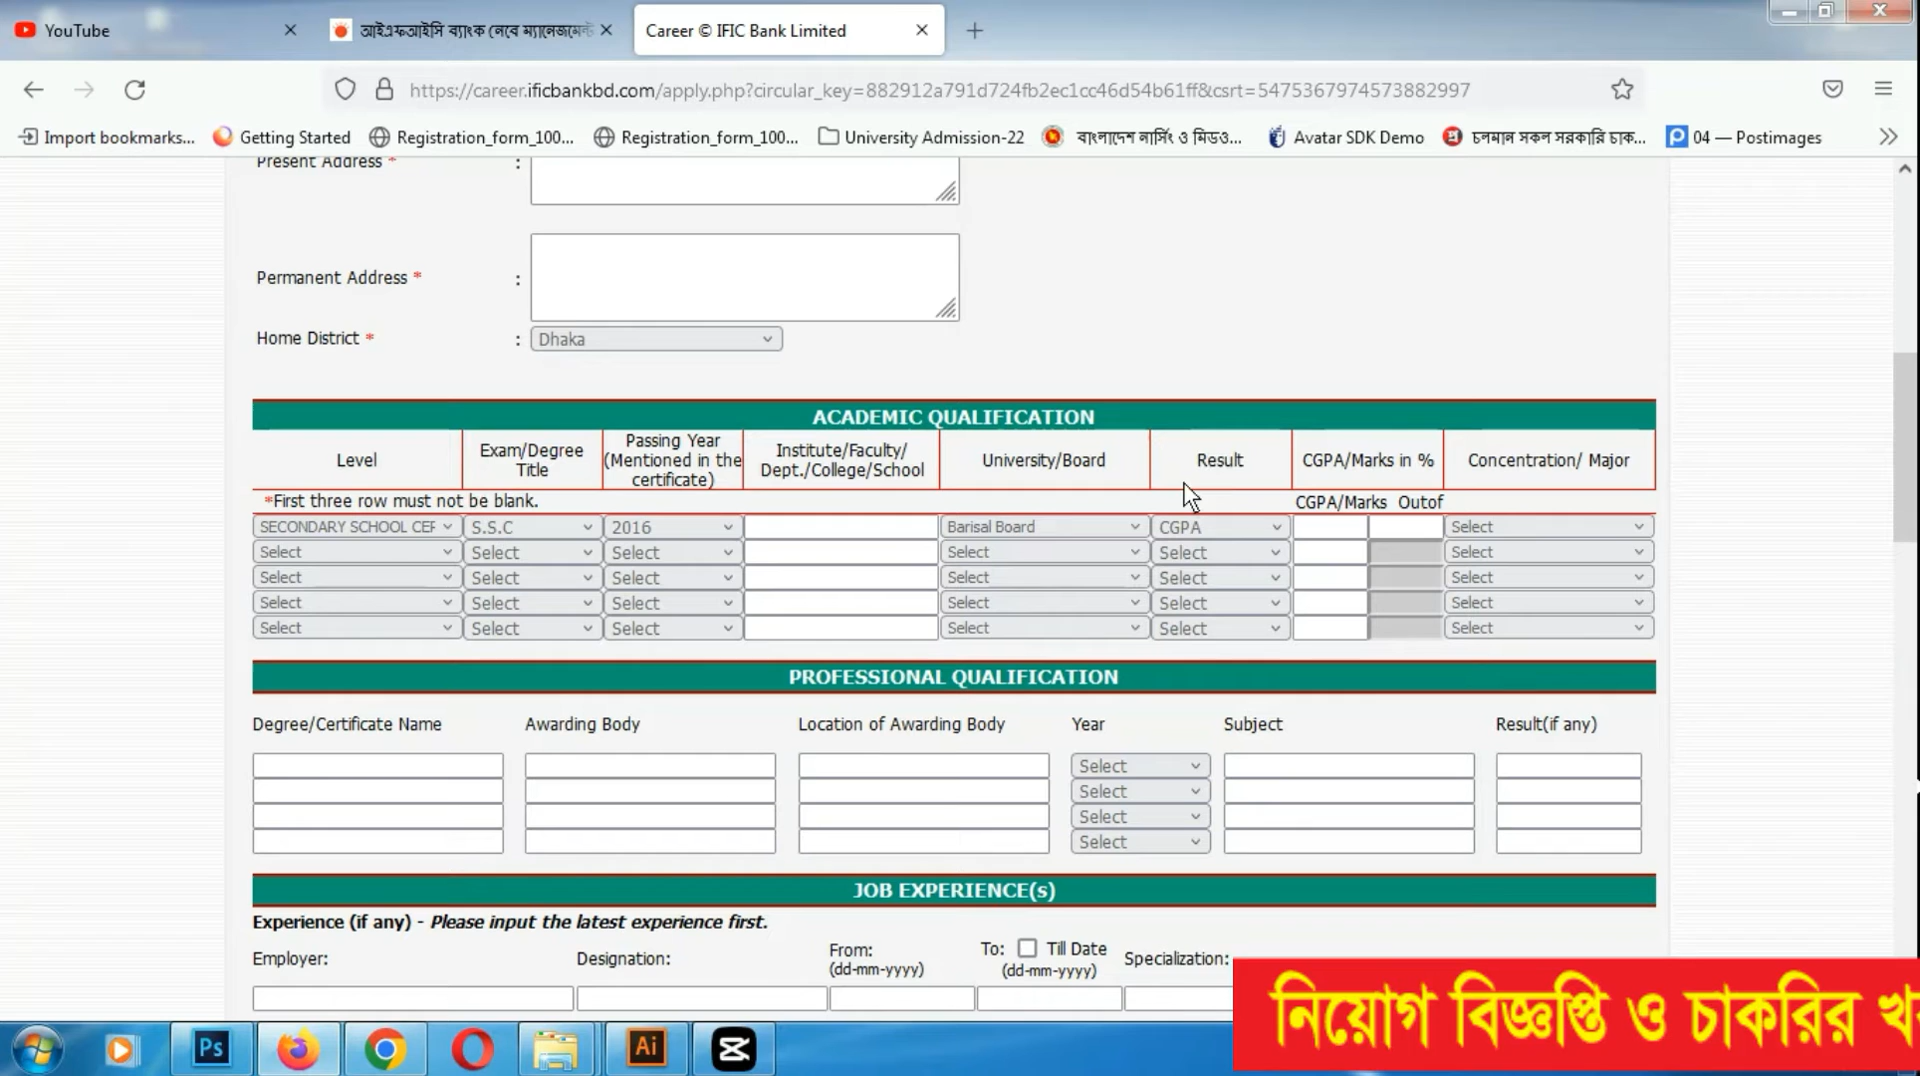 YouTube
আইএফআইসি ব্যাংক নেবে ম্যানেজমেন্ট
Career © IFIC Bank Limited
https://career.ificbankbd.com/apply.php?circular_key=882912a791d724fb2ec1cc46d54b61ff&csrt=5475367974573882997
Import bookmarks... Getting Started Registration_form_100... Registration_form_100... University Admission-22 বাংলাদেশ নার্সিং ও মিডও... Avatar SDK Demo চলমান সকল সরকারি চাক... 04 — Postimages
Present Address * :
Permanent Address * :
Home District * : Dhaka
ACADEMIC QUALIFICATION
Level Exam/Degree Title Passing Year (Mentioned in the certificate) Institute/Faculty/ Dept./College/School University/Board Result CGPA/Marks in % Concentration/ Major
*First three row must not be blank. CGPA/Marks Outof
SECONDARY SCHOOL CER S.S.C 2016 Barisal Board CGPA Select
Select Select Select Select Select Select
Select Select Select Select Select Select
Select Select Select Select Select Select
Select Select Select Select Select Select
PROFESSIONAL QUALIFICATION
Degree/Certificate Name Awarding Body Location of Awarding Body Year Subject Result(if any)
Select
Select
Select
Select
JOB EXPERIENCE(s)
Experience (if any) - Please input the latest experience first.
Employer: Designation: From: (dd-mm-yyyy) To: Till Date (dd-mm-yyyy) Specialization:
নিয়োগ বিজ্ঞপ্তি ও চাকরির খব
Ps
Ai